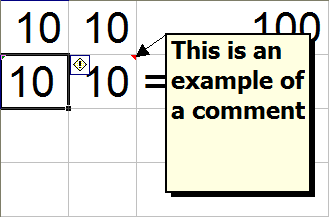 10 10 100
10 10 =
This is an
example of
a comment